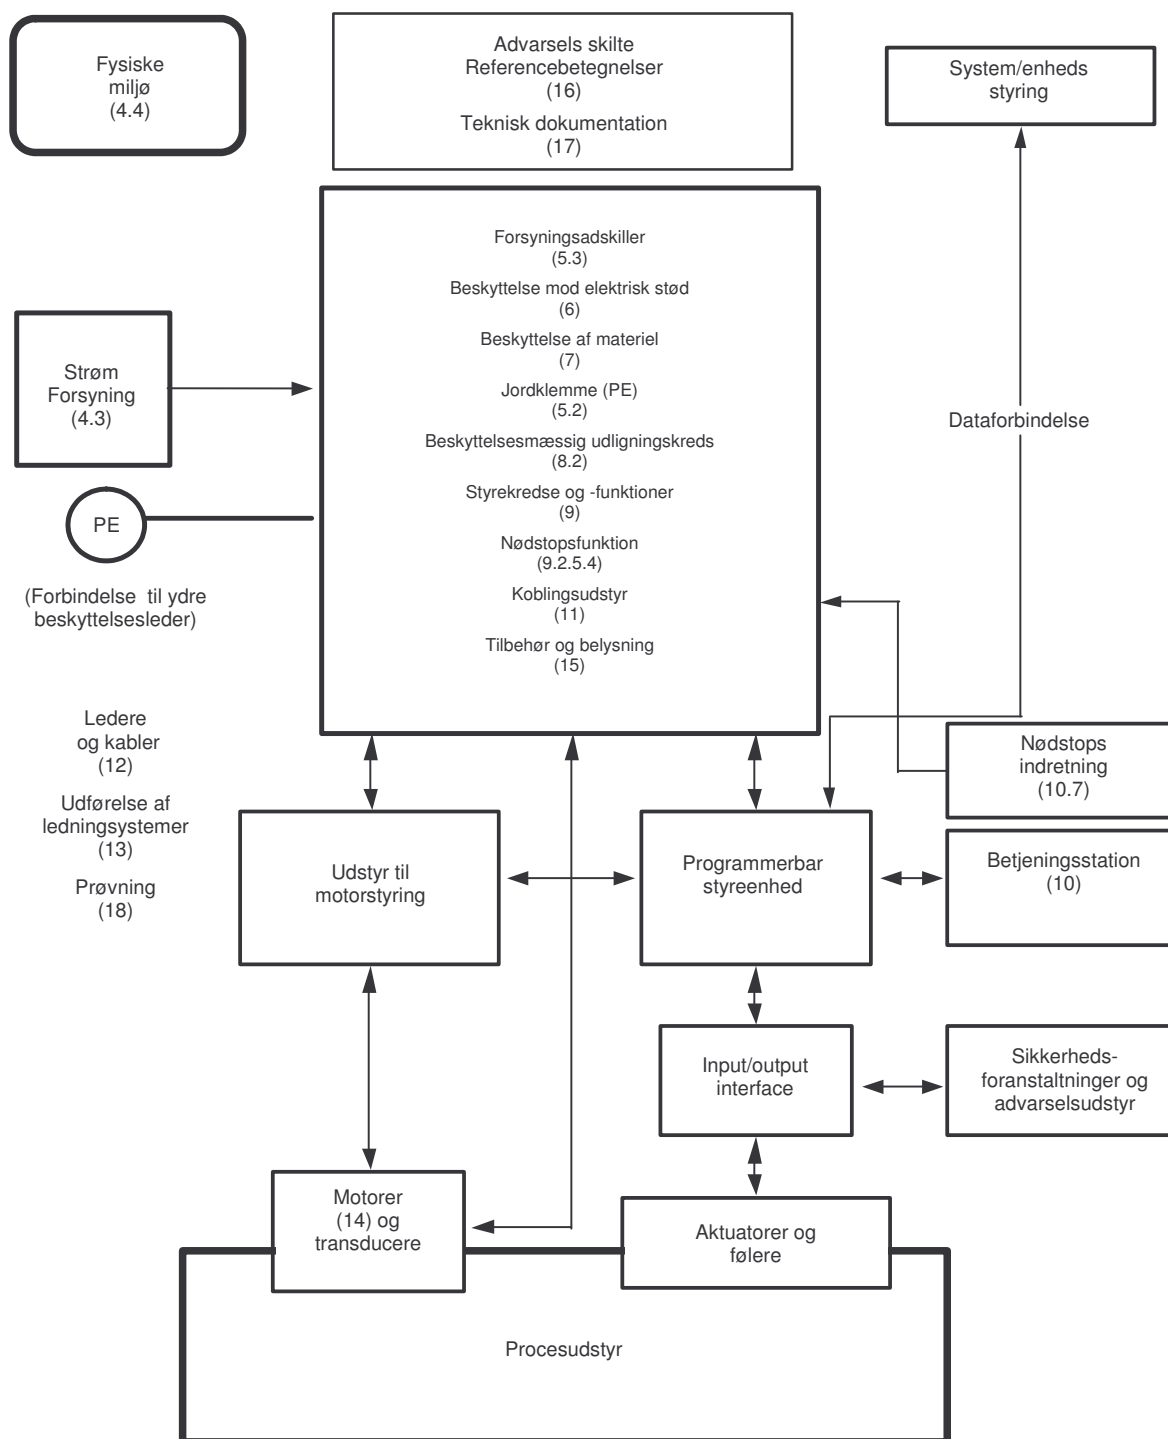 Fysiske
miljø
(4.4)
Advarsels skilte
Referencebetegnelser
(16)
Teknisk dokumentation
(17)
System/enheds
styring
Forsyningsadskiller
(5.3)
Beskyttelse mod elektrisk stød
(6)
Beskyttelse af materiel
(7)
Jordklemme (PE)
(5.2)
Beskyttelsesmæssig udligningskreds
(8.2)
Styrekredse og -funktioner
(9)
Nødstopsfunktion
(9.2.5.4)
Koblingsudstyr
(11)
Tilbehør og belysning
(15)
Strøm
Forsyning
(4.3)
PE
(Forbindelse til ydre
beskyttelsesleder)
Dataforbindelse
Ledere
og kabler
(12)
Udførelse af
ledningsystemer
(13)
Prøvning
(18)
Nødstops
indretning
(10.7)
Udstyr til
motorstyring
Programmerbar
styreenhed
Betjeningsstation
(10)
Input/output
interface
Sikkerheds-
foranstaltninger og
advarselsudstyr
Motorer
(14) og
transducere
Aktuatorer og
følere
Procesudstyr